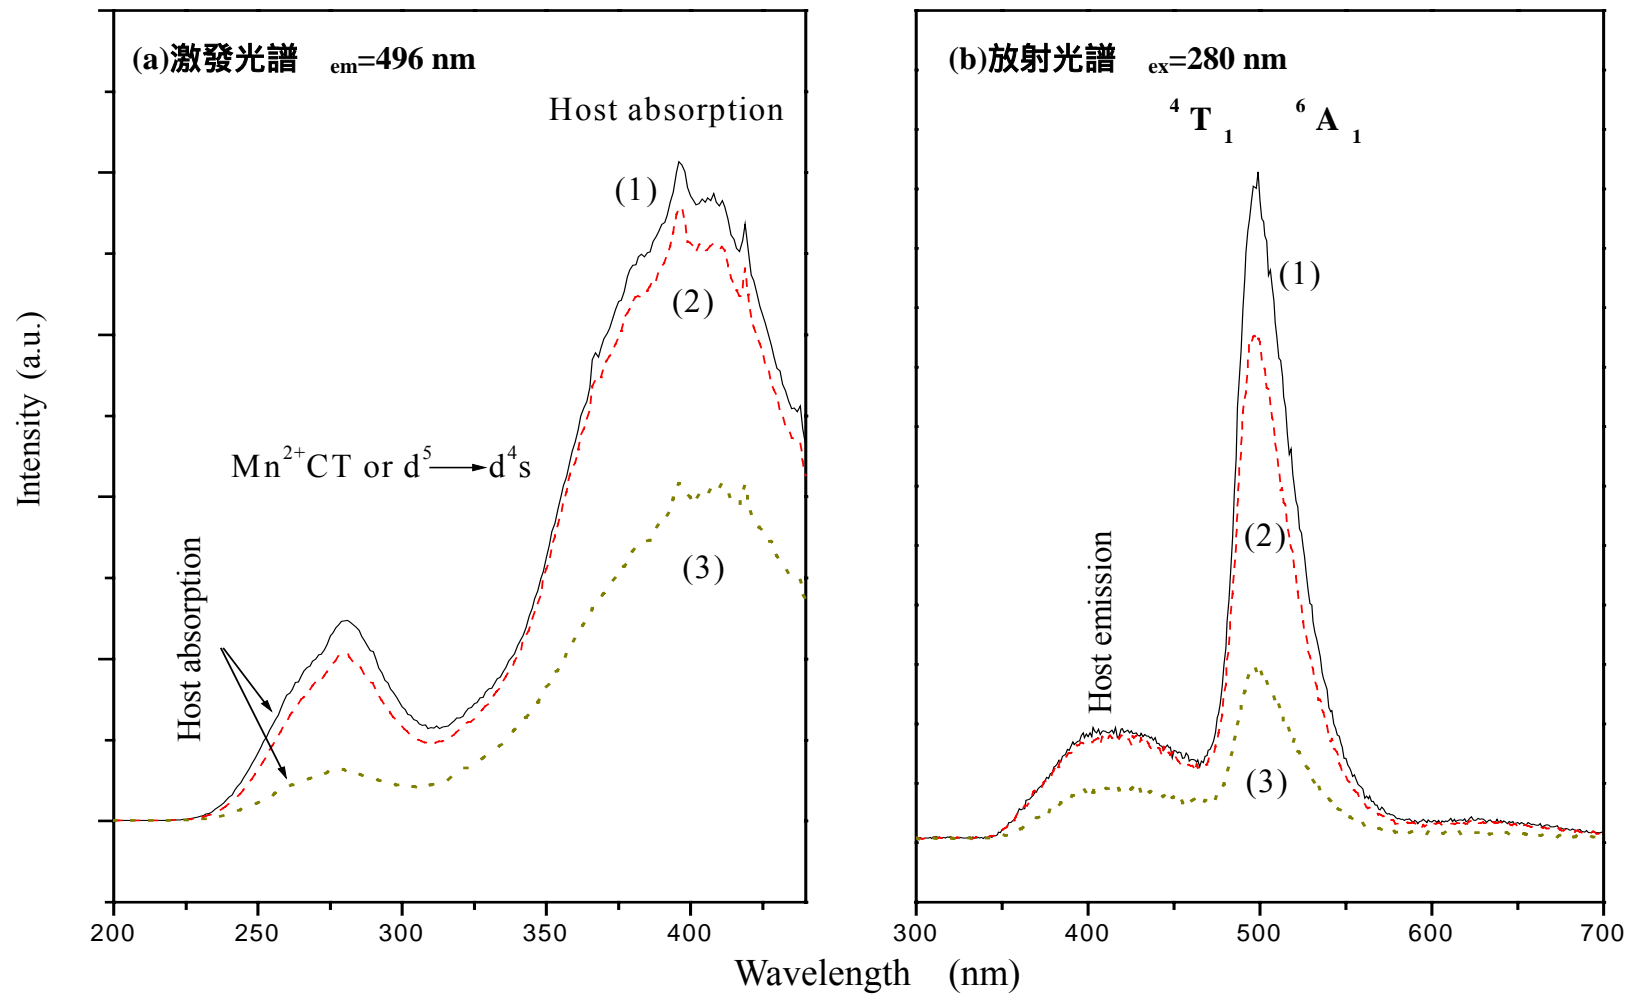 (a)激發光譜 em=496 nm
Host absorption
(1)
(2)
Mn²⁺CT or d⁵→d⁴s
(3)
Host absorption
Intensity (a.u.)
200 250 300 350 400
(b)放射光譜 ex=280 nm
⁴T₁ ⁶A₁
(1)
(2)
Host emission
(3)
300 400 500 600 700
Wavelength (nm)